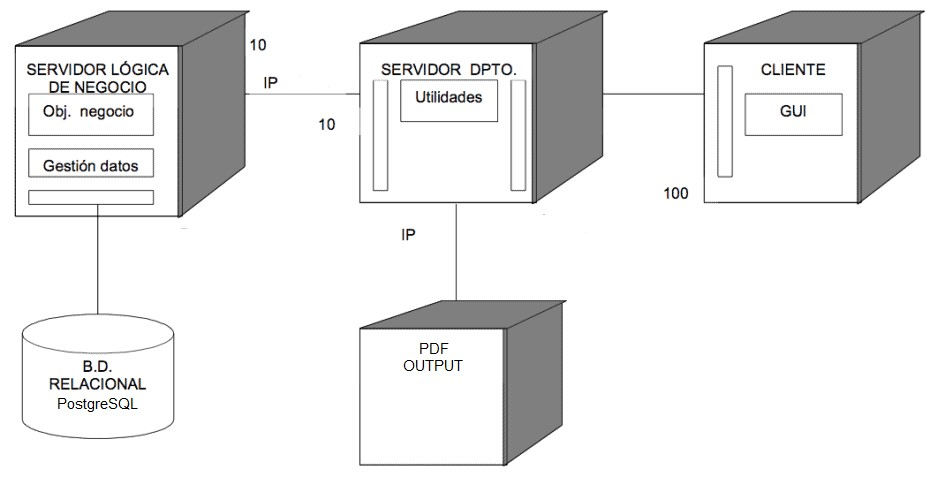 SERVIDOR LÓGICA
DE NEGOCIO
Obj. negocio
Gestión datos
10
IP
10
SERVIDOR DPTO.
Utilidades
CLIENTE
GUI
100
IP
B.D.
RELACIONAL
PostgreSQL
PDF
OUTPUT